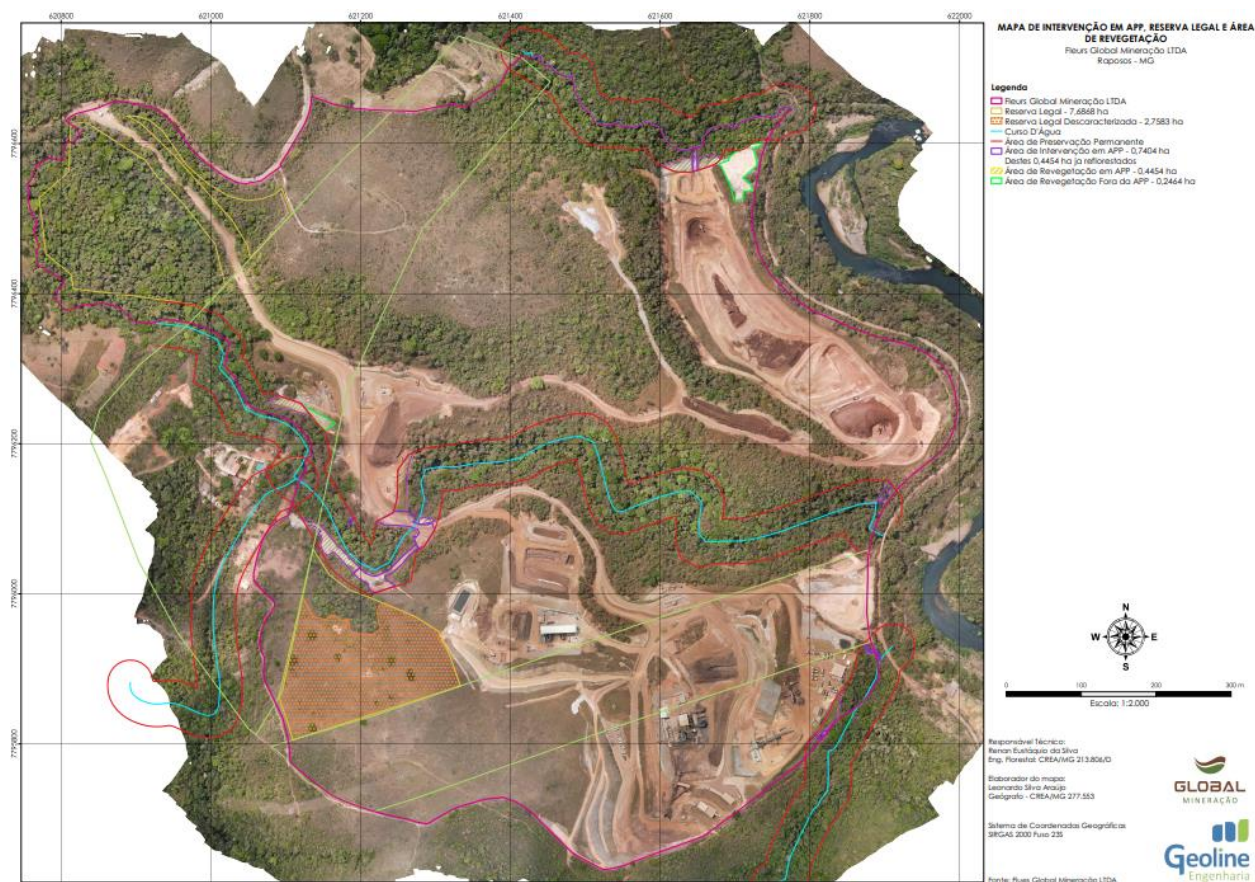 620800 621000 621200 621400 621600 621800 622000
7796600
7796400
7796200
7796000
7795800
MAPA DE INTERVENÇÃO EM APP, RESERVA LEGAL E ÁREA
DE REVEGETAÇÃO
Fleurs Global Mineração LTDA
Raposos - MG
Legenda
Fleurs Global Mineração LTDA
Reserva Legal - 7,6868 ha
Reserva Legal Descaracterizada - 2,7583 ha
Curso D'Água
Área de Preservação Permanente
Área de Intervenção em APP - 0,7404 ha
Destes 0,4454 ha ja reflorestados
Área de Revegetação em APP - 0,4454 ha
Área de Revegetação Fora da APP - 0,2464 ha
N
W E
S
0 100 200 300 m
Escala: 1:2.000
Responsável Técnico:
Renan Eustáquio da Silva
Eng. Florestal: CREA/MG 213.806/D
Elaborador do mapa:
Leonardo Silva Araújo
Geógrafo - CREA/MG 277.553
GLOBAL
MINERAÇÃO
Sistema de Coordenadas Geográficas
SIRGAS 2000 Fuso 23S
Geoline
Engenharia
Fonte: Global Mineração LTDA